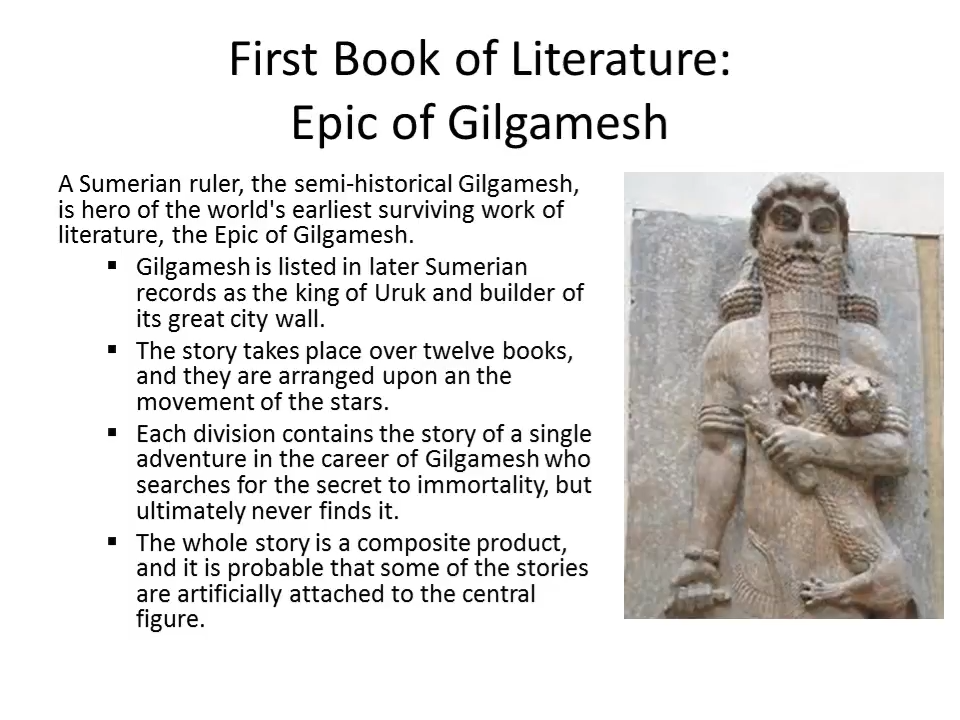 First Book of Literature:
Epic of Gilgamesh
A Sumerian ruler, the semi-historical Gilgamesh,
is hero of the world's earliest surviving work of
literature, the Epic of Gilgamesh.
▪ Gilgamesh is listed in later Sumerian
records as the king of Uruk and builder of
its great city wall.
▪ The story takes place over twelve books,
and they are arranged upon an the
movement of the stars.
▪ Each division contains the story of a single
adventure in the career of Gilgamesh who
searches for the secret to immortality, but
ultimately never finds it.
▪ The whole story is a composite product,
and it is probable that some of the stories
are artificially attached to the central
figure.